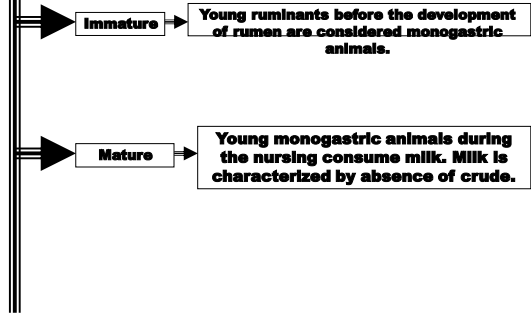 Immature
Young ruminants before the development
of rumen are considered monogastric
animals.
Mature
Young monogastric animals during
the nursing consume milk. Milk is
characterized by absence of crude.